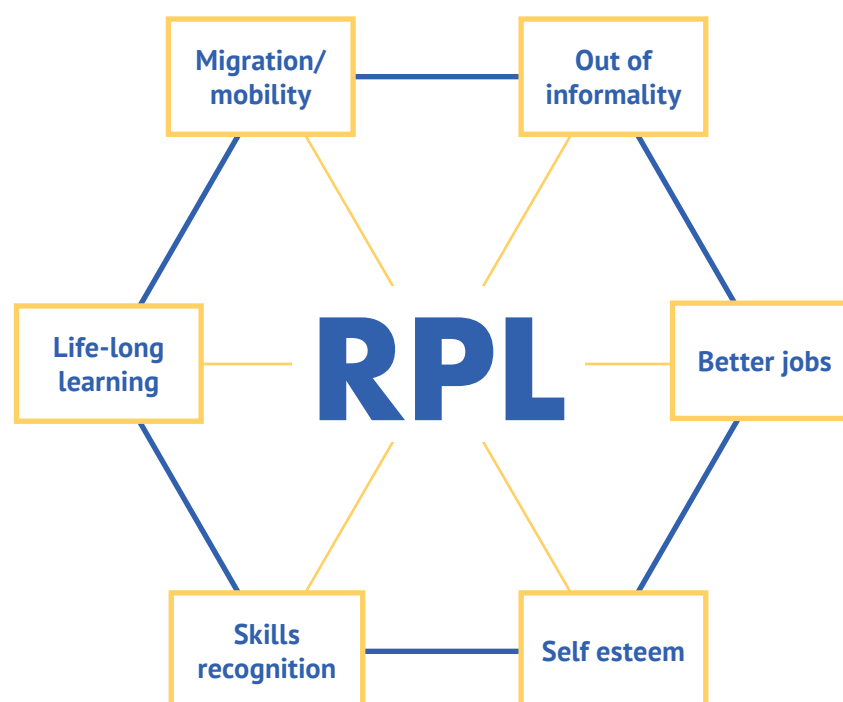 Migration/
mobility
Out of
informality
Life-long
learning
RPL
Better jobs
Skills
recognition
Self esteem